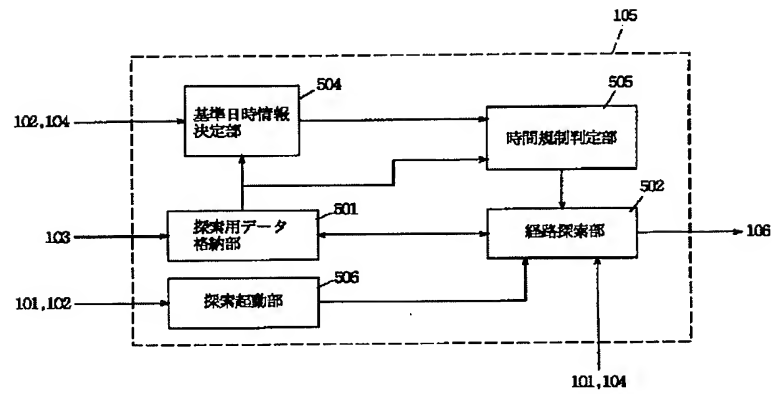 105
504
基準日時情報
決定部
102,104
505
時間規制判定部
501
探索用データ
格納部
103
502
経路探索部
106
506
探索起動部
101,102
101,104